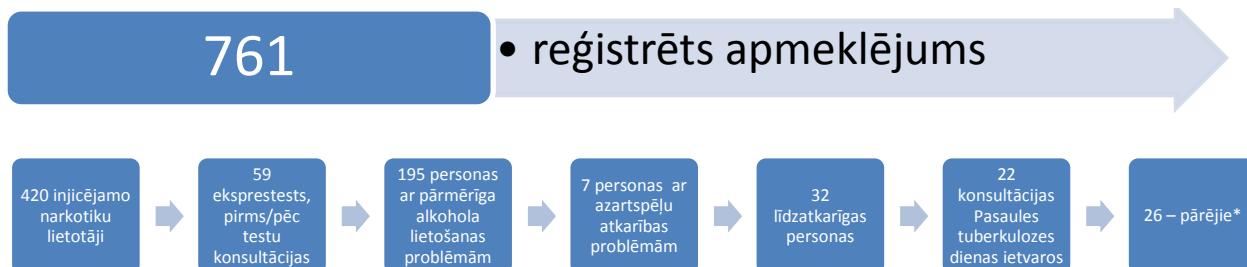 761
• reģistrēts apmeklējums
420 injicējamo
narkotiku
lietotāji
59
eksprestests,
pirms/pēc
testu
konsultācijas
195 personas
ar pārmērīga
alkohola
lietošanas
problēmām
7 personas ar
azartspēļu
atkarības
problēmām
32
līdzatkarīgas
personas
22
konsultācijas
Pasaules
tuberkulozes
dienas ietvaros
26 – pārējie*